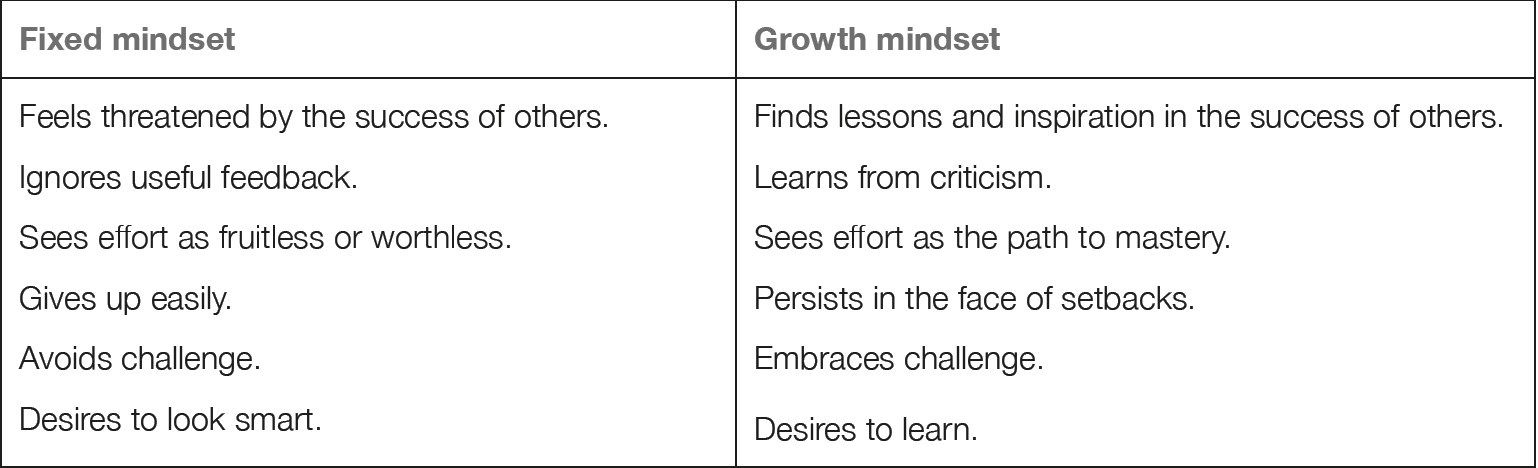 Fixed mindset
Growth mindset
Feels threatened by the success of others.
Finds lessons and inspiration in the success of others.
Ignores useful feedback.
Learns from criticism.
Sees effort as fruitless or worthless.
Sees effort as the path to mastery.
Gives up easily.
Persists in the face of setbacks.
Avoids challenge.
Embraces challenge.
Desires to look smart.
Desires to learn.